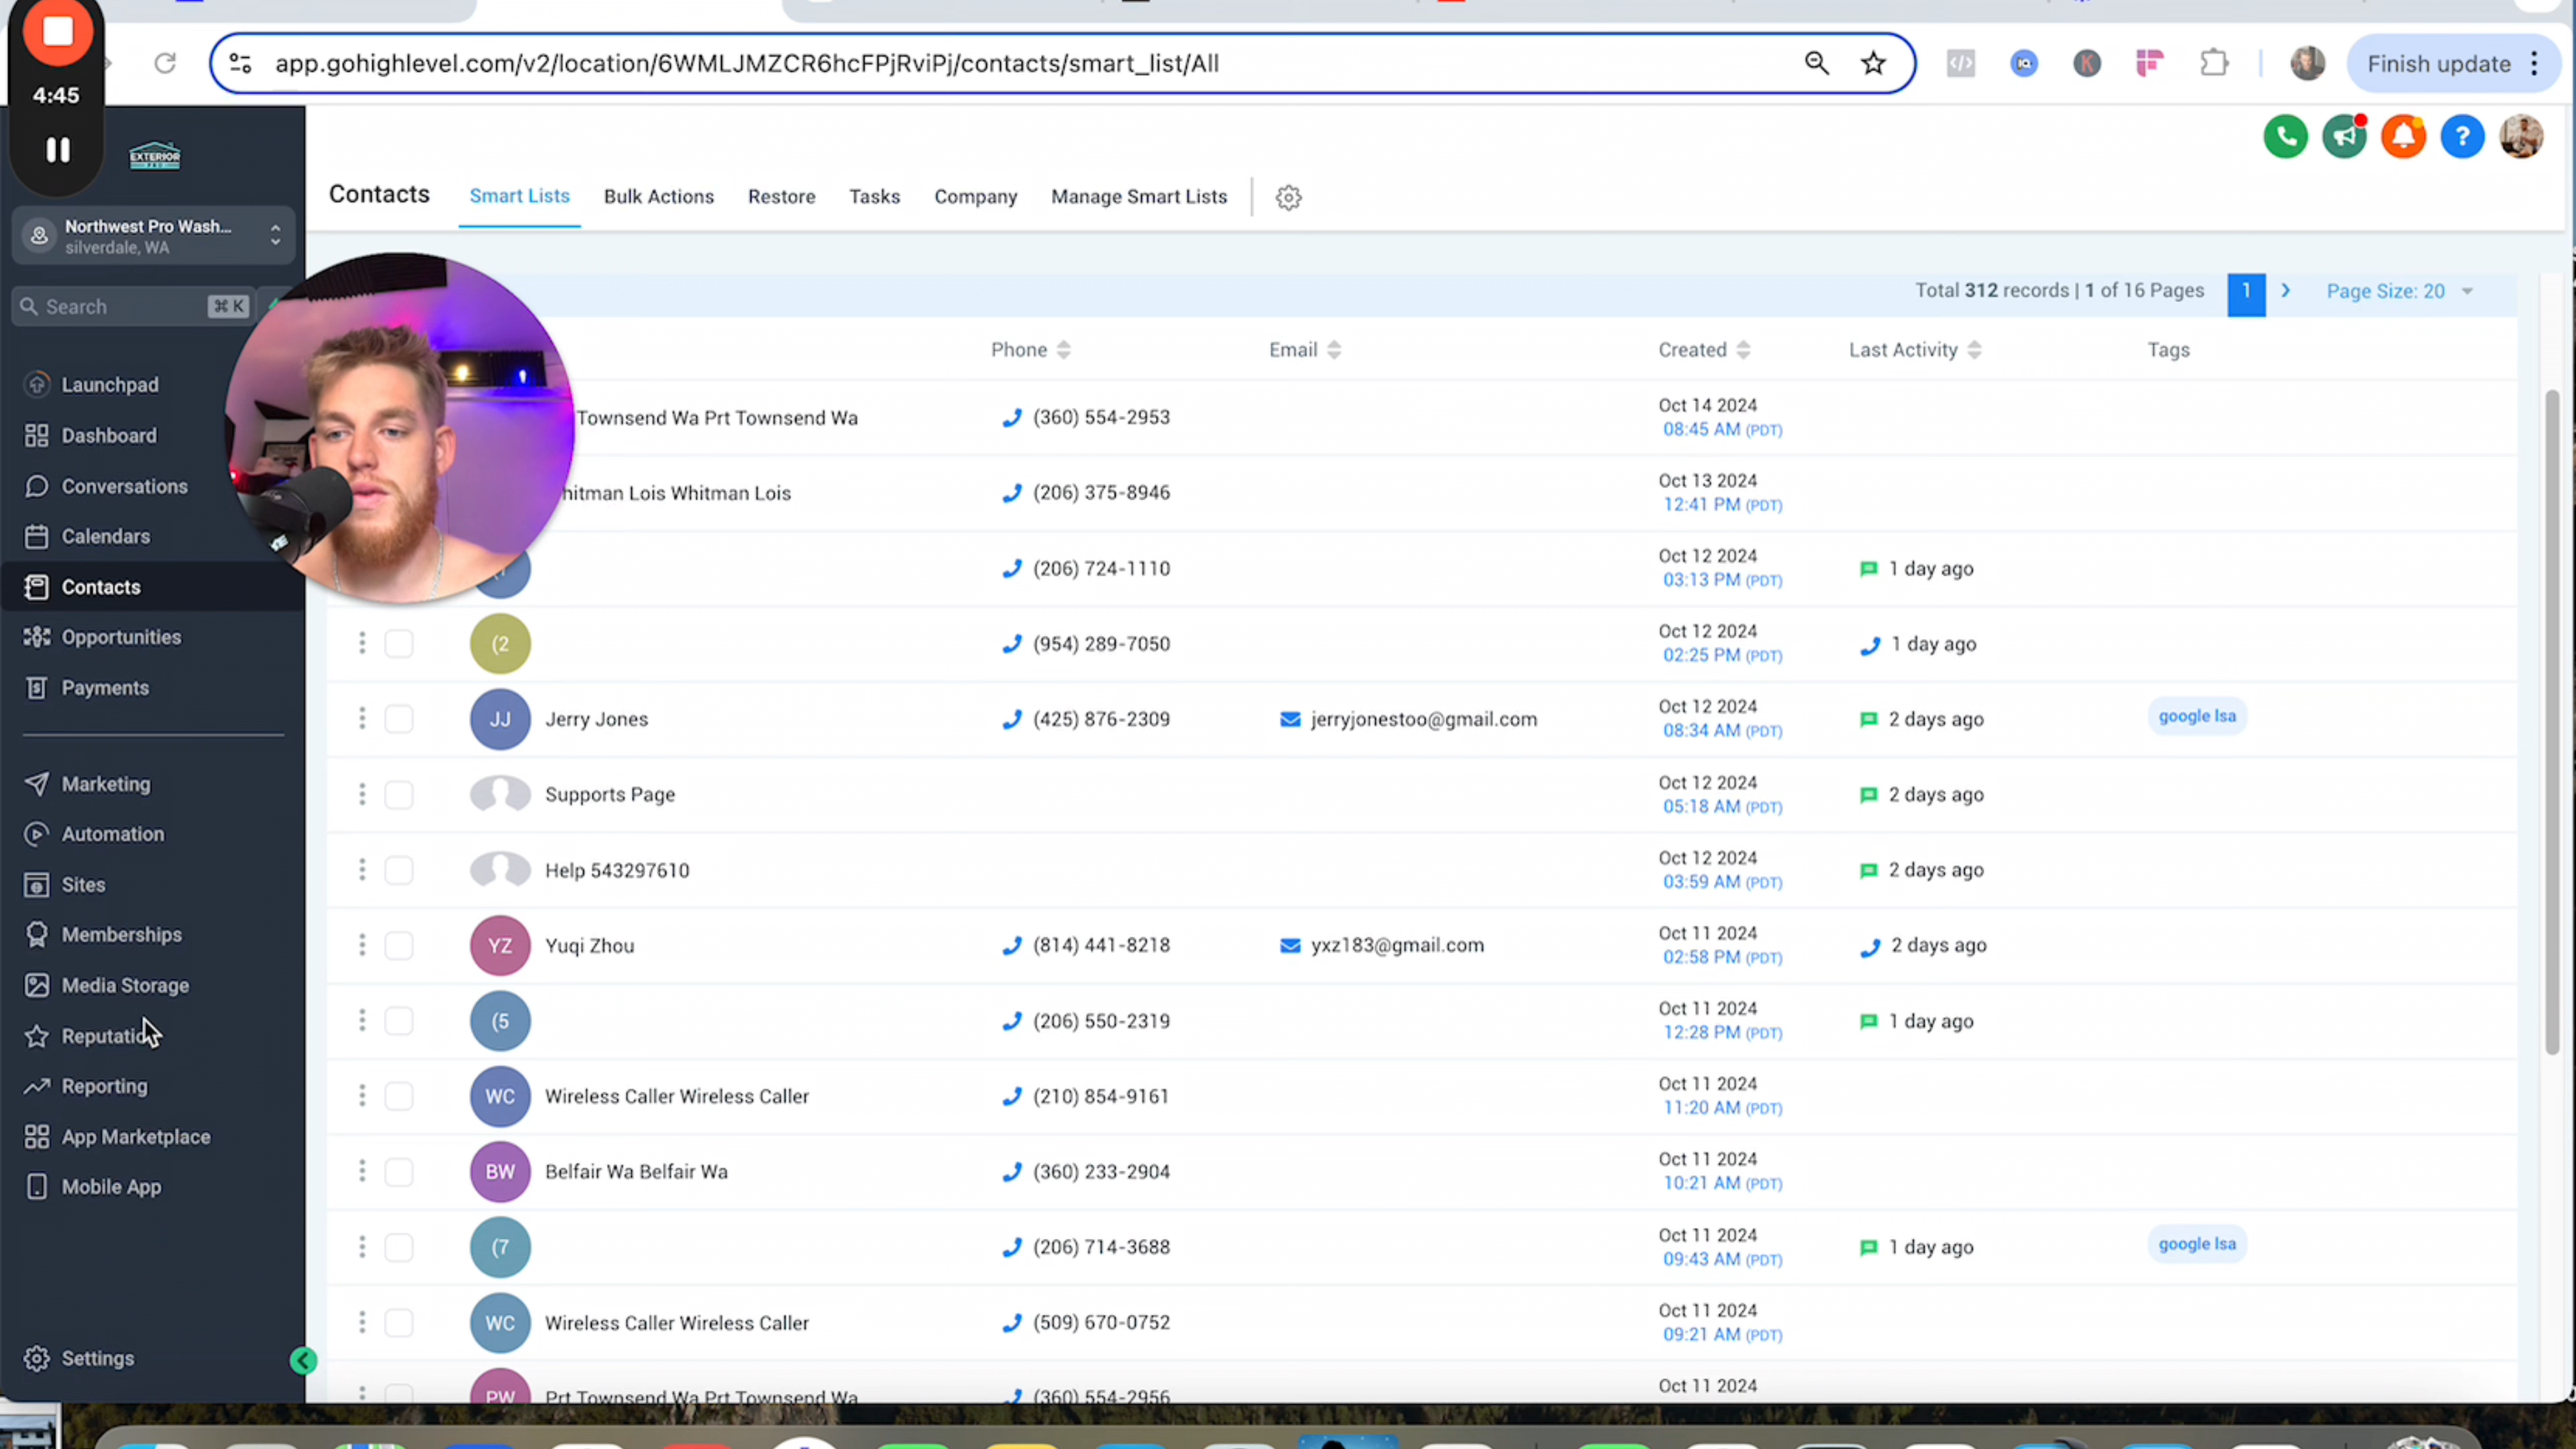 app.gohighlevel.com/v2/location/6WMLJMZCR6hcFPjRviPj/contacts/smart_list/All
Finish update
4:45
EXTERIOR
PRO
Northwest Pro Wash...
silverdale, WA
Search
⌘ K
Launchpad
Dashboard
Conversations
Calendars
Contacts
Opportunities
Payments
Marketing
Automation
Sites
Memberships
Media Storage
Reputation
Reporting
App Marketplace
Mobile App
Settings
Contacts Smart Lists Bulk Actions Restore Tasks Company Manage Smart Lists
Total 312 records | 1 of 16 Pages 1 Page Size: 20
Phone Email Created Last Activity Tags
Townsend Wa Prt Townsend Wa (360) 554-2953 Oct 14 2024
08:45 AM (PDT)
hitman Lois Whitman Lois (206) 375-8946 Oct 13 2024
12:41 PM (PDT)
(206) 724-1110 Oct 12 2024
03:13 PM (PDT) 1 day ago
(2 (954) 289-7050 Oct 12 2024
02:25 PM (PDT) 1 day ago
JJ Jerry Jones (425) 876-2309 jerryjonestoo@gmail.com Oct 12 2024
08:34 AM (PDT) 2 days ago google lsa
Supports Page Oct 12 2024
05:18 AM (PDT) 2 days ago
Help 543297610 Oct 12 2024
03:59 AM (PDT) 2 days ago
YZ Yuqi Zhou (814) 441-8218 yxz183@gmail.com Oct 11 2024
02:58 PM (PDT) 2 days ago
(5 (206) 550-2319 Oct 11 2024
12:28 PM (PDT) 1 day ago
WC Wireless Caller Wireless Caller (210) 854-9161 Oct 11 2024
11:20 AM (PDT)
BW Belfair Wa Belfair Wa (360) 233-2904 Oct 11 2024
10:21 AM (PDT)
(7 (206) 714-3688 Oct 11 2024
09:43 AM (PDT) 1 day ago google lsa
WC Wireless Caller Wireless Caller (509) 670-0752 Oct 11 2024
09:21 AM (PDT)
PW Prt Townsend Wa Prt Townsend Wa (360) 554-2956 Oct 11 2024